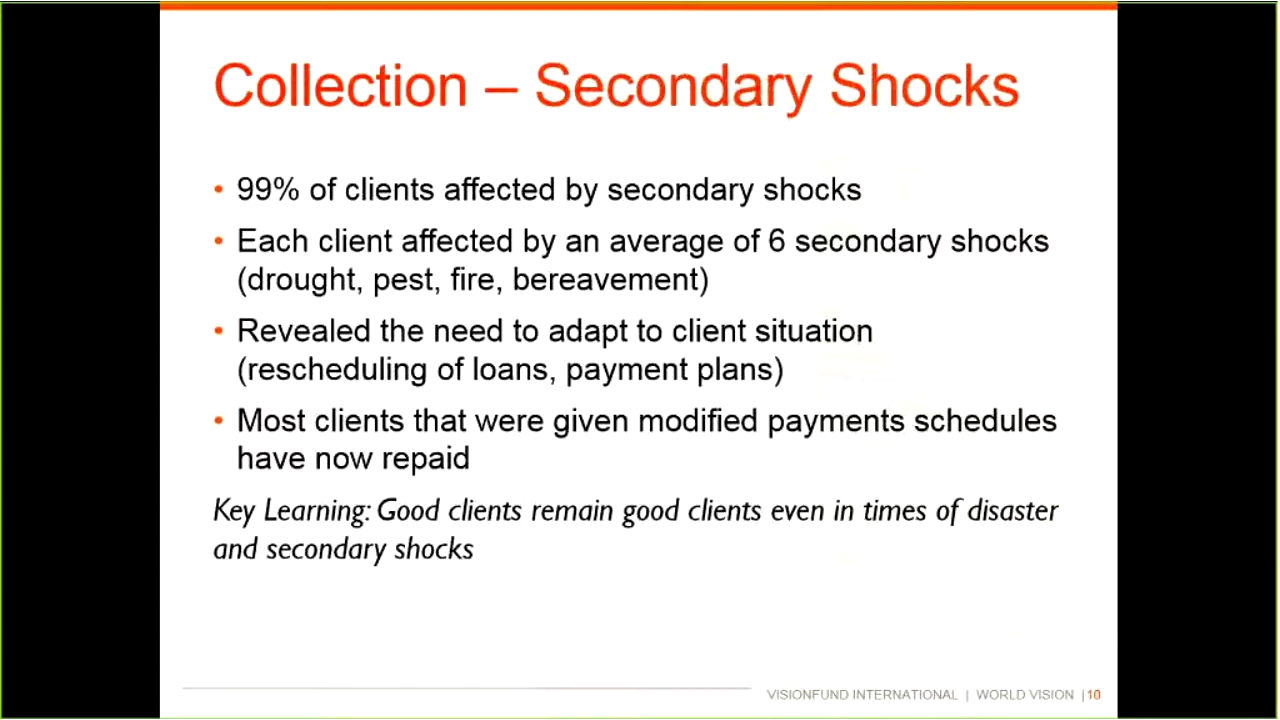 Collection – Secondary Shocks
• 99% of clients affected by secondary shocks
• Each client affected by an average of 6 secondary shocks
(drought, pest, fire, bereavement)
• Revealed the need to adapt to client situation
(rescheduling of loans, payment plans)
• Most clients that were given modified payments schedules
have now repaid
Key Learning: Good clients remain good clients even in times of disaster
and secondary shocks
VISIONFUND INTERNATIONAL | WORLD VISION |10